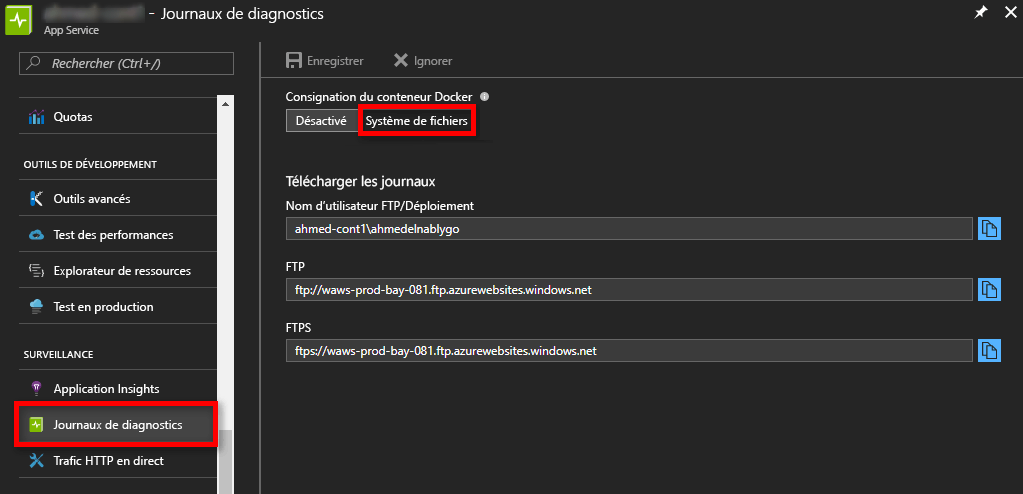 - Journaux de diagnostics
App Service
Rechercher (Ctrl+/)
Quotas
OUTILS DE DÉVELOPPEMENT
Outils avancés
Test des performances
Explorateur de ressources
Test en production
SURVEILLANCE
Application Insights
Journaux de diagnostics
Trafic HTTP en direct
Enregistrer
Ignorer
Consignation du conteneur Docker
Désactivé
Système de fichiers
Télécharger les journaux
Nom d'utilisateur FTP/Déploiement
ahmed-cont1\ahmedelnablygo
FTP
ftp://waws-prod-bay-081.ftp.azurewebsites.windows.net
FTPS
ftps://waws-prod-bay-081.ftp.azurewebsites.windows.net